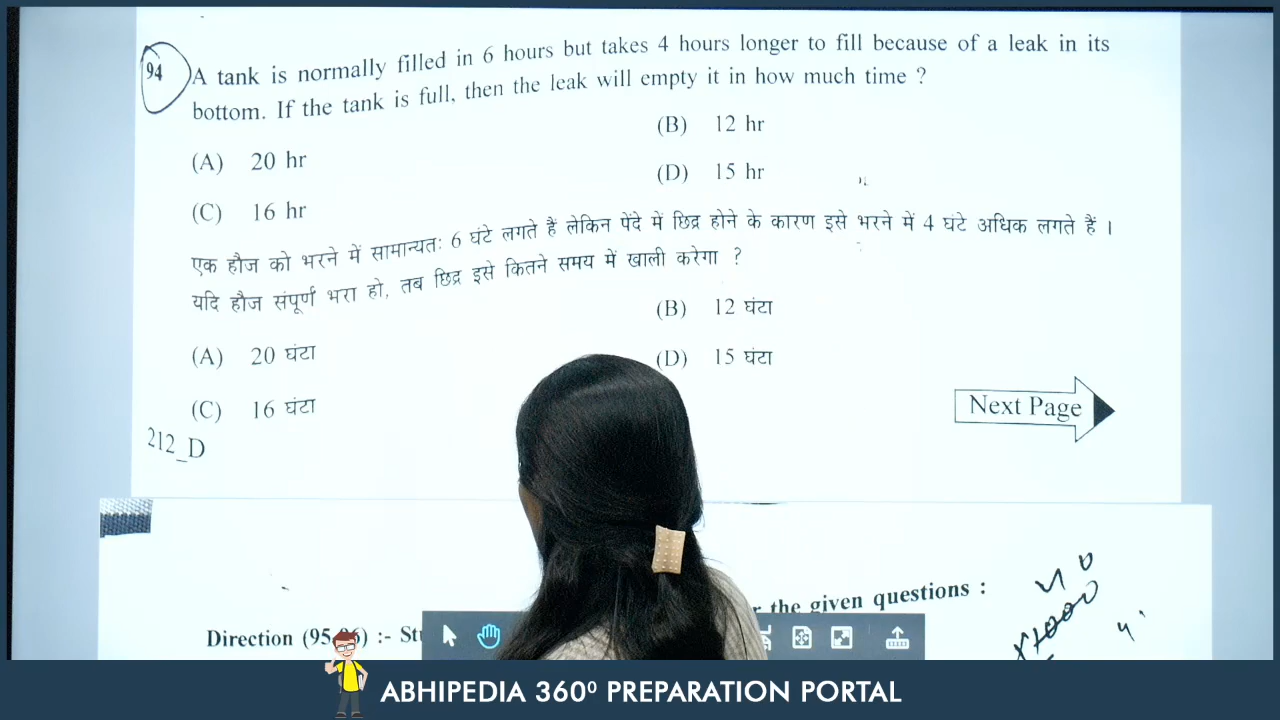 94 A tank is normally filled in 6 hours but takes 4 hours longer to fill because of a leak in its
bottom. If the tank is full, then the leak will empty it in how much time ?
(A) 20 hr
(B) 12 hr
(C) 16 hr
(D) 15 hr
एक हौज को भरने में सामान्यतः 6 घंटे लगते हैं लेकिन पेंदे में छिद्र होने के कारण इसे भरने में 4 घंटे अधिक लगते हैं ।
यदि हौज संपूर्ण भरा हो, तब छिद्र इसे कितने समय में खाली करेगा ?
(A) 20 घंटा
(B) 12 घंटा
(C) 16 घंटा
(D) 15 घंटा
Next Page
212_D
the given questions :
Direction (95- ) :-
ABHIPEDIA 360⁰ PREPARATION PORTAL